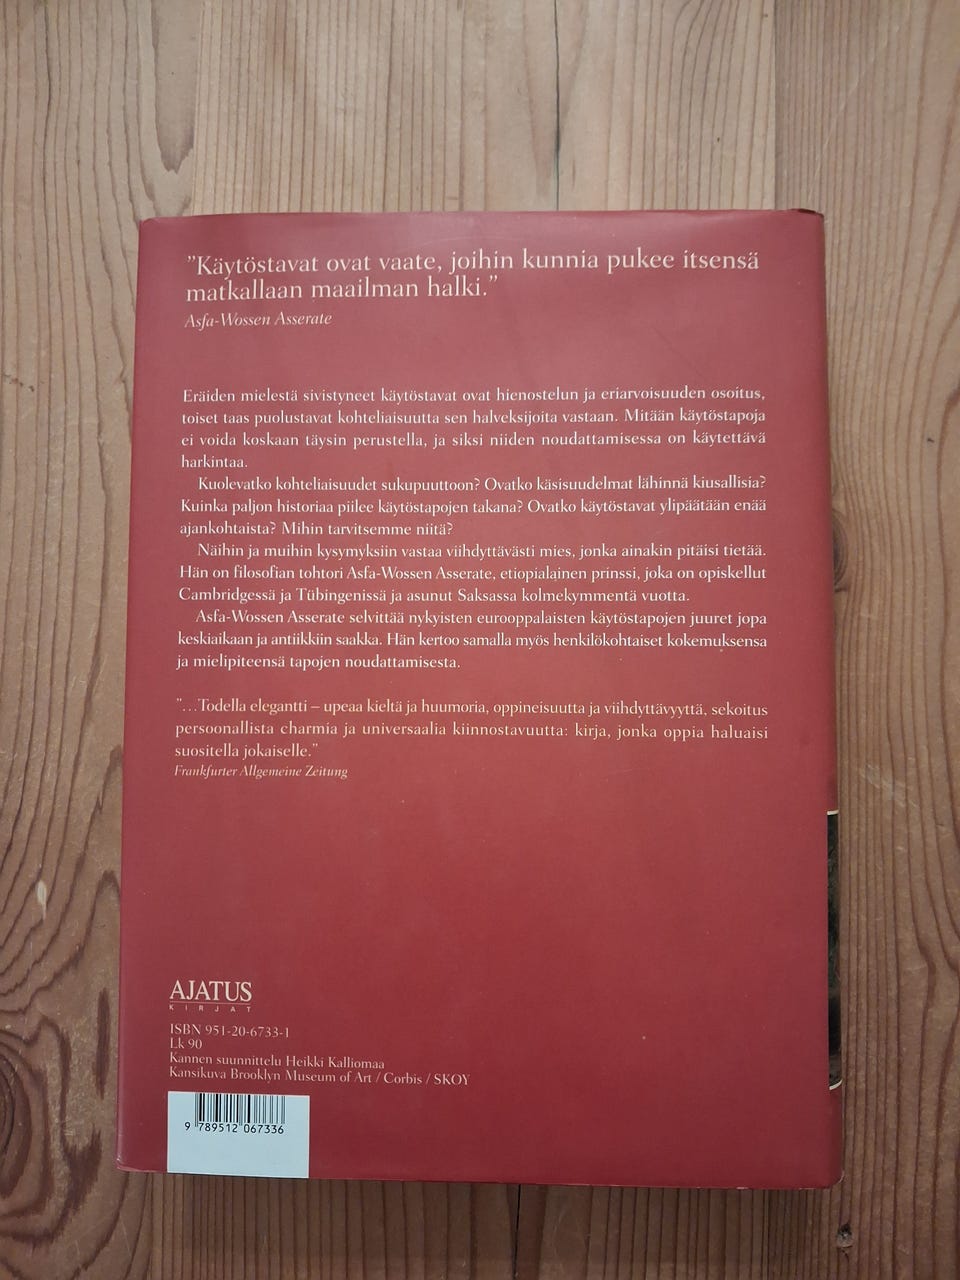 ”Käytöstavat ovat vaate, joihin kunnia pukee itsensä
matkallaan maailman halki.”
Asfa-Wossen Asserate
Eräiden mielestä sivistyneet käytöstavat ovat hienostelun ja eriarvoisuuden osoitus,
toiset taas puolustavat kohteliaisuutta sen halveksijoita vastaan. Mitään käytöstapoja
ei voida koskaan täysin perustella, ja siksi niiden noudattamisessa on käytettävä
harkintaa.
Kuolevatko kohteliaisuudet sukupuuttoon? Ovatko käsisuudelmat lähinnä kiusallisia?
Kuinka paljon historiaa piilee käytöstapojen takana? Ovatko käytöstavat ylipäätään enää
ajankohtaista? Mihin tarvitsemme niitä?
Näihin ja muihin kysymyksiin vastaa viihdyttävästi mies, jonka ainakin pitäisi tietää.
Hän on filosofian tohtori Asfa-Wossen Asserate, etiopialainen prinssi, joka on opiskellut
Cambridgessä ja Tübingenissä ja asunut Saksassa kolmekymmentä vuotta.
Asfa-Wossen Asserate selvittää nykyisten eurooppalaisten käytöstapojen juuret jopa
keskiaikaan ja antiikkiin saakka. Hän kertoo samalla myös henkilökohtaiset kokemuksensa
ja mielipiteensä tapojen noudattamisesta.
”…Todella elegantti – upeaa kieltä ja huumoria, oppineisuutta ja viihdyttävyyttä, sekoitus
persoonallista charmia ja universaalia kiinnostavuutta: kirja, jonka oppia haluaisi
suositella jokaiselle.”
Frankfurter Allgemeine Zeitung
AJATUS
KIRJAT
ISBN 951-20-6733-1
Lk 90
Kannen suunnittelu Heikki Kalliomaa
Kansikuva Brooklyn Museum of Art / Corbis / SKOY
9 789512 067336